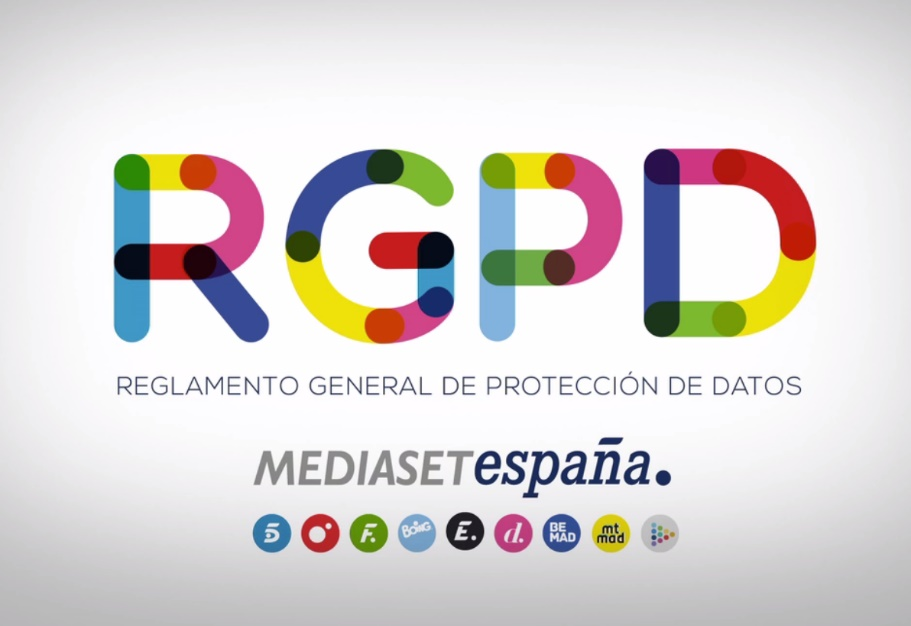 RGPD
REGLAMENTO GENERAL DE PROTECCIÓN DE DATOS
MEDIASETespaña.
5 F. BOING E. d. BE MAD mt mad